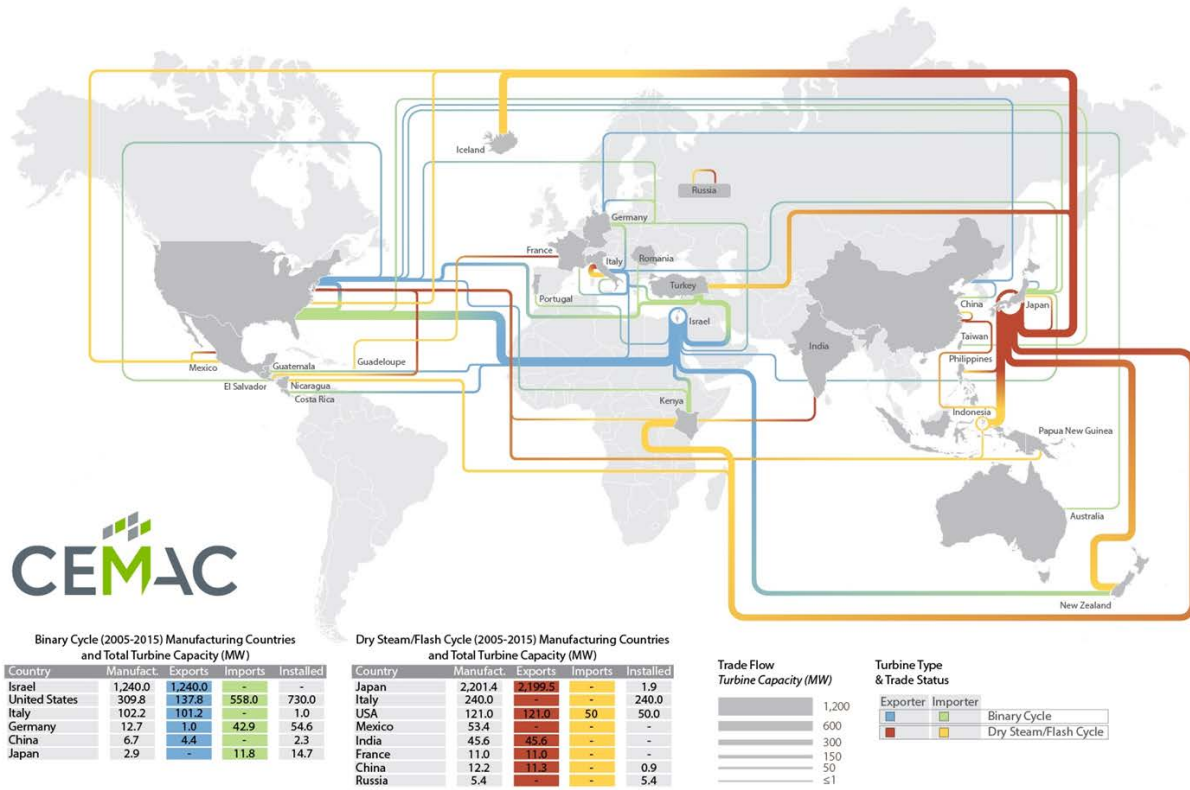 Iceland
Russia
Germany
France
Italy
Romania
Portugal
Turkey
China
Japan
Israel
Taiwan
India
Philippines
Mexico
Guatemala
Guadeloupe
El Salvador
Nicaragua
Costa Rica
Kenya
Indonesia
Papua New Guinea
Australia
New Zealand
CEMAC
Binary Cycle (2005-2015) Manufacturing Countries
and Total Turbine Capacity (MW)
Country Manufact. Exports Imports Installed
Israel 1,240.0 1,240.0 - -
United States 309.8 137.8 558.0 730.0
Italy 102.2 101.2 - 1.0
Germany 12.7 1.0 42.9 54.6
China 6.7 4.4 - 2.3
Japan 2.9 - 11.8 14.7
Dry Steam/Flash Cycle (2005-2015) Manufacturing Countries
and Total Turbine Capacity (MW)
Country Manufact. Exports Imports Installed
Japan 2,201.4 2,199.5 - 1.9
Italy 240.0 - - 240.0
USA 121.0 121.0 50 50.0
Mexico 53.4 - - -
India 45.6 45.6 - -
France 11.0 11.0 - -
China 12.2 11.3 - 0.9
Russia 5.4 - - 5.4
Trade Flow
Turbine Capacity (MW)
1,200
600
300
150
50
≤1
Turbine Type
& Trade Status
Exporter Importer
Binary Cycle
Dry Steam/Flash Cycle